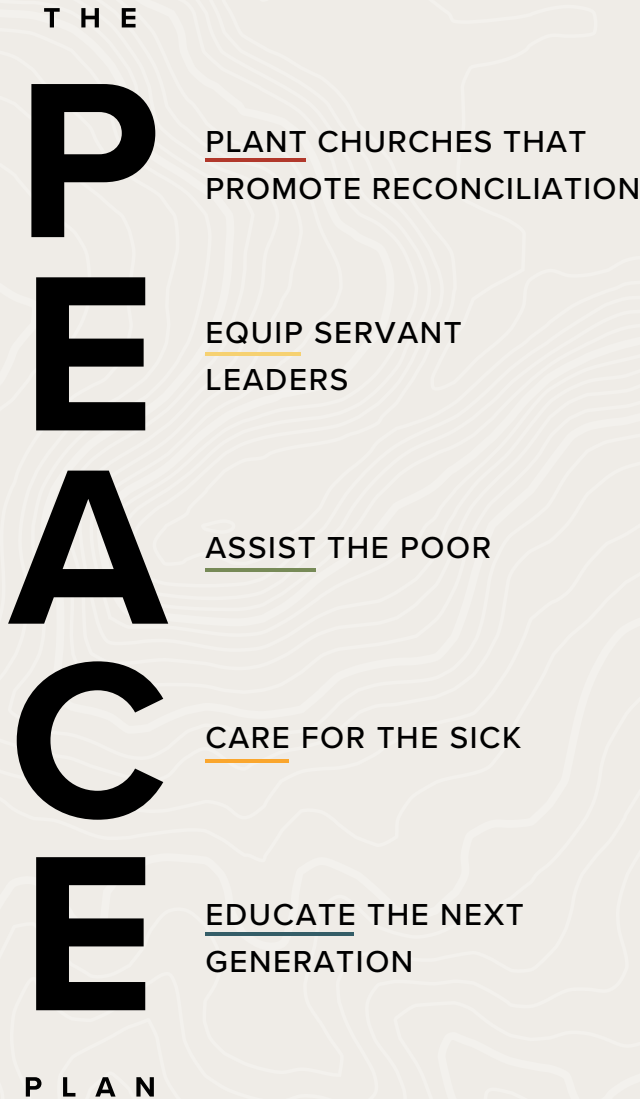 THE
P
PLANT CHURCHES THAT
PROMOTE RECONCILIATION
E
EQUIP SERVANT
LEADERS
A
ASSIST THE POOR
C
CARE FOR THE SICK
E
EDUCATE THE NEXT
GENERATION
PLAN